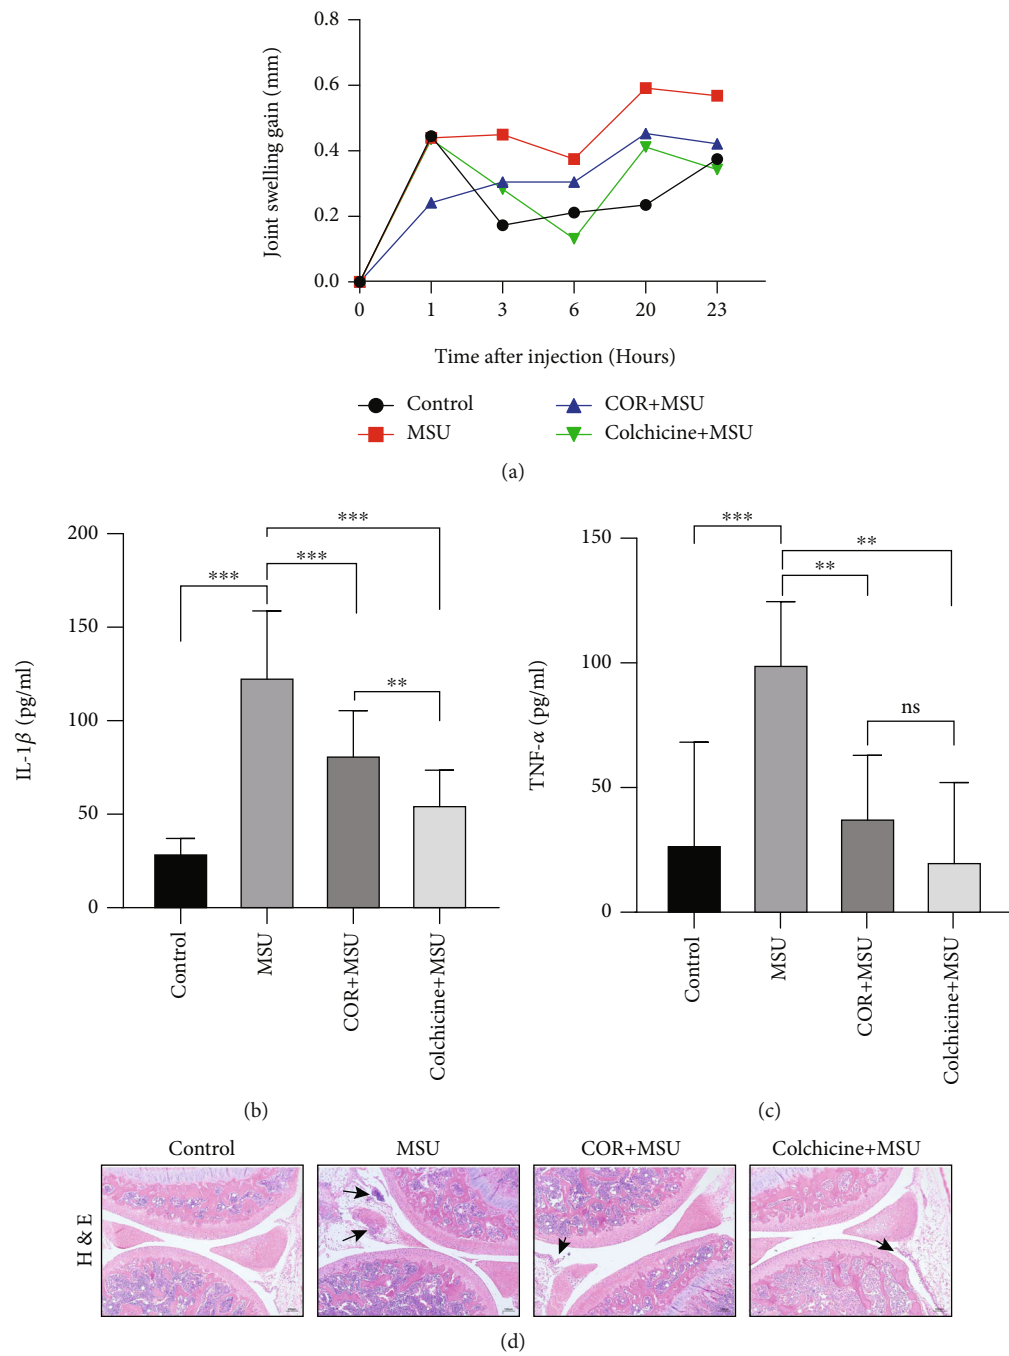 0.8
0.6
0.4
0.2
0.0
Joint swelling gain (mm)
0 1 3 6 20 23
Time after injection (Hours)
Control
MSU
COR+MSU
Colchicine+MSU
(a)
200
150
100
50
0
IL-1β (pg/ml)
***
***
***
**
Control
MSU
COR+MSU
Colchicine+MSU
(b)
150
100
50
0
TNF-α (pg/ml)
***
**
**
ns
Control
MSU
COR+MSU
Colchicine+MSU
(c)
Control MSU COR+MSU Colchicine+MSU
H & E
(d)